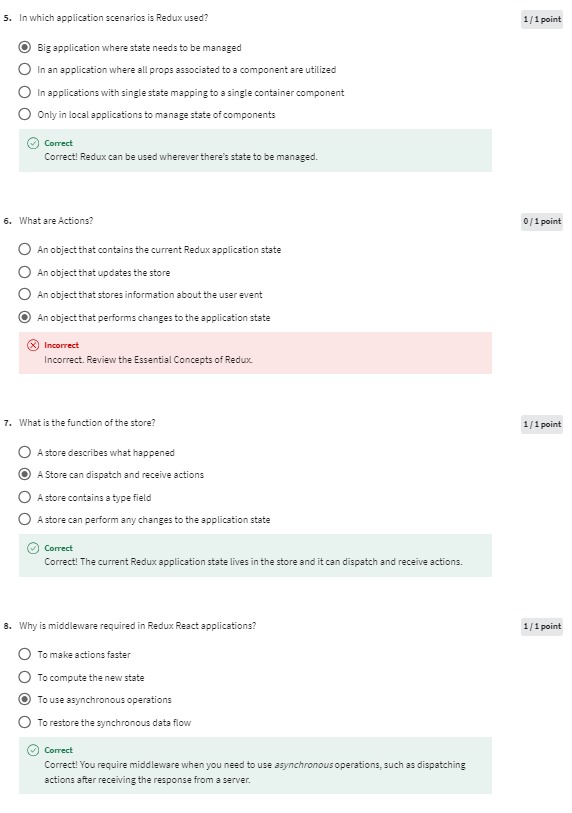 5. In which application scenarios is Redux used?
1 / 1 point
Big application where state needs to be managed
In an application where all props associated to a component are utilized
In applications with single state mapping to a single container component
Only in local applications to manage state of components
Correct
Correct! Redux can be used wherever there's state to be managed.
6. What are Actions?
0 / 1 point
An object that contains the current Redux application state
An object that updates the store
An object that stores information about the user event
An object that performs changes to the application state
Incorrect
Incorrect. Review the Essential Concepts of Redux.
7. What is the function of the store?
1 / 1 point
A store describes what happened
A Store can dispatch and receive actions
A store contains a type field
A store can perform any changes to the application state
Correct
Correct! The current Redux application state lives in the store and it can dispatch and receive actions.
8. Why is middleware required in Redux React applications?
1 / 1 point
To make actions faster
To compute the new state
To use asynchronous operations
To restore the synchronous data flow
Correct
Correct! You require middleware when you need to use asynchronous operations, such as dispatching
actions after receiving the response from a server.